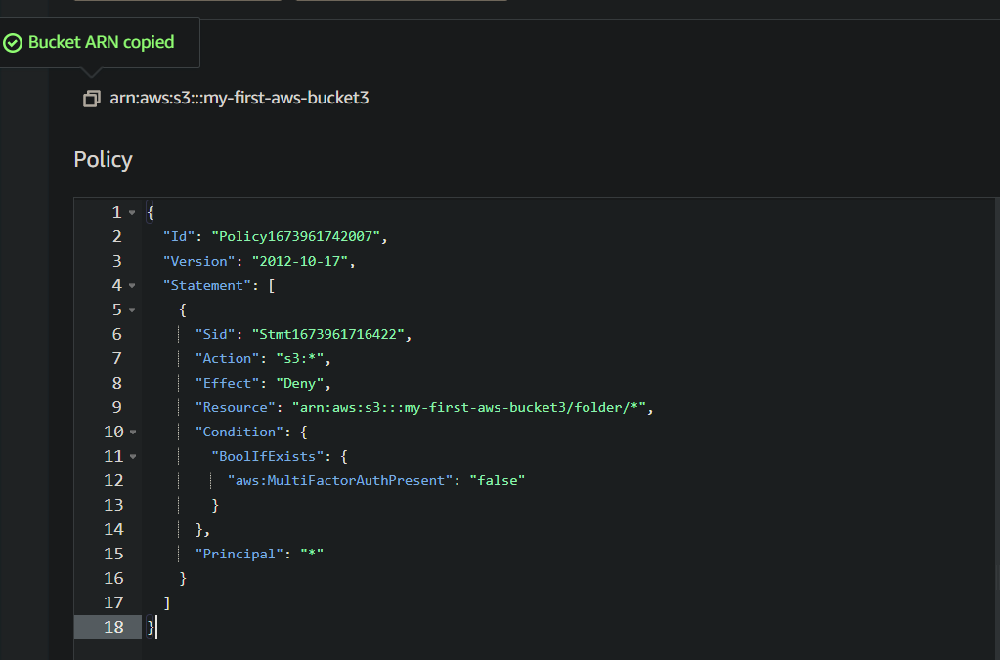 Bucket ARN copied
arn:aws:s3:::my-first-aws-bucket3
Policy
1 {
2 "Id": "Policy1673961742007",
3 "Version": "2012-10-17",
4 "Statement": [
5 {
6 "Sid": "Stmt1673961716422",
7 "Action": "s3:*",
8 "Effect": "Deny",
9 "Resource": "arn:aws:s3:::my-first-aws-bucket3/folder/*",
10 "Condition": {
11 "BoolIfExists": {
12 "aws:MultiFactorAuthPresent": "false"
13 }
14 },
15 "Principal": "*"
16 }
17 ]
18 }